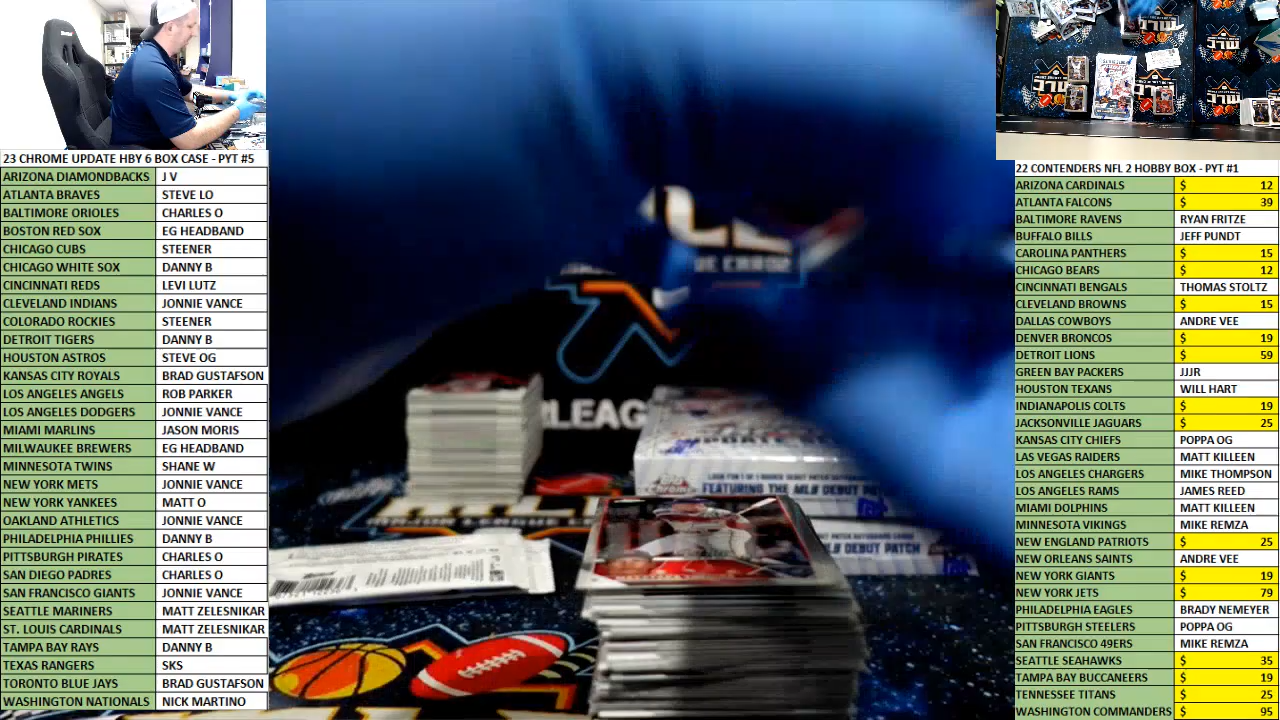 23 CHROME UPDATE HBY 6 BOX CASE - PYT #5
ARIZONA DIAMONDBACKS J V
ATLANTA BRAVES STEVE LO
BALTIMORE ORIOLES CHARLES O
BOSTON RED SOX EG HEADBAND
CHICAGO CUBS STEENER
CHICAGO WHITE SOX DANNY B
CINCINNATI REDS LEVI LUTZ
CLEVELAND INDIANS JONNIE VANCE
COLORADO ROCKIES STEENER
DETROIT TIGERS DANNY B
HOUSTON ASTROS STEVE OG
KANSAS CITY ROYALS BRAD GUSTAFSON
LOS ANGELES ANGELS ROB PARKER
LOS ANGELES DODGERS JONNIE VANCE
MIAMI MARLINS JASON MORIS
MILWAUKEE BREWERS EG HEADBAND
MINNESOTA TWINS SHANE W
NEW YORK METS JONNIE VANCE
NEW YORK YANKEES MATT O
OAKLAND ATHLETICS JONNIE VANCE
PHILADELPHIA PHILLIES DANNY B
PITTSBURGH PIRATES CHARLES O
SAN DIEGO PADRES CHARLES O
SAN FRANCISCO GIANTS JONNIE VANCE
SEATTLE MARINERS MATT ZELESNIKAR
ST. LOUIS CARDINALS MATT ZELESNIKAR
TAMPA BAY RAYS DANNY B
TEXAS RANGERS SKS
TORONTO BLUE JAYS BRAD GUSTAFSON
WASHINGTON NATIONALS NICK MARTINO
RLEAG
UPDATE
FEATURING THE MLB DEBUT
MLB DEBUT PATCH
22 CONTENDERS NFL 2 HOBBY BOX - PYT #1
ARIZONA CARDINALS $ 12
ATLANTA FALCONS $ 39
BALTIMORE RAVENS RYAN FRITZE
BUFFALO BILLS JEFF PUNDT
CAROLINA PANTHERS $ 15
CHICAGO BEARS $ 12
CINCINNATI BENGALS THOMAS STOLTZ
CLEVELAND BROWNS $ 15
DALLAS COWBOYS ANDRE VEE
DENVER BRONCOS $ 19
DETROIT LIONS $ 59
GREEN BAY PACKERS JJJR
HOUSTON TEXANS WILL HART
INDIANAPOLIS COLTS $ 19
JACKSONVILLE JAGUARS $ 25
KANSAS CITY CHIEFS POPPA OG
LAS VEGAS RAIDERS MATT KILLEEN
LOS ANGELES CHARGERS MIKE THOMPSON
LOS ANGELES RAMS JAMES REED
MIAMI DOLPHINS MATT KILLEEN
MINNESOTA VIKINGS MIKE REMZA
NEW ENGLAND PATRIOTS $ 25
NEW ORLEANS SAINTS ANDRE VEE
NEW YORK GIANTS $ 19
NEW YORK JETS $ 79
PHILADELPHIA EAGLES BRADY NEMEYER
PITTSBURGH STEELERS POPPA OG
SAN FRANCISCO 49ERS MIKE REMZA
SEATTLE SEAHAWKS $ 35
TAMPA BAY BUCCANEERS $ 19
TENNESSEE TITANS $ 25
WASHINGTON COMMANDERS $ 95